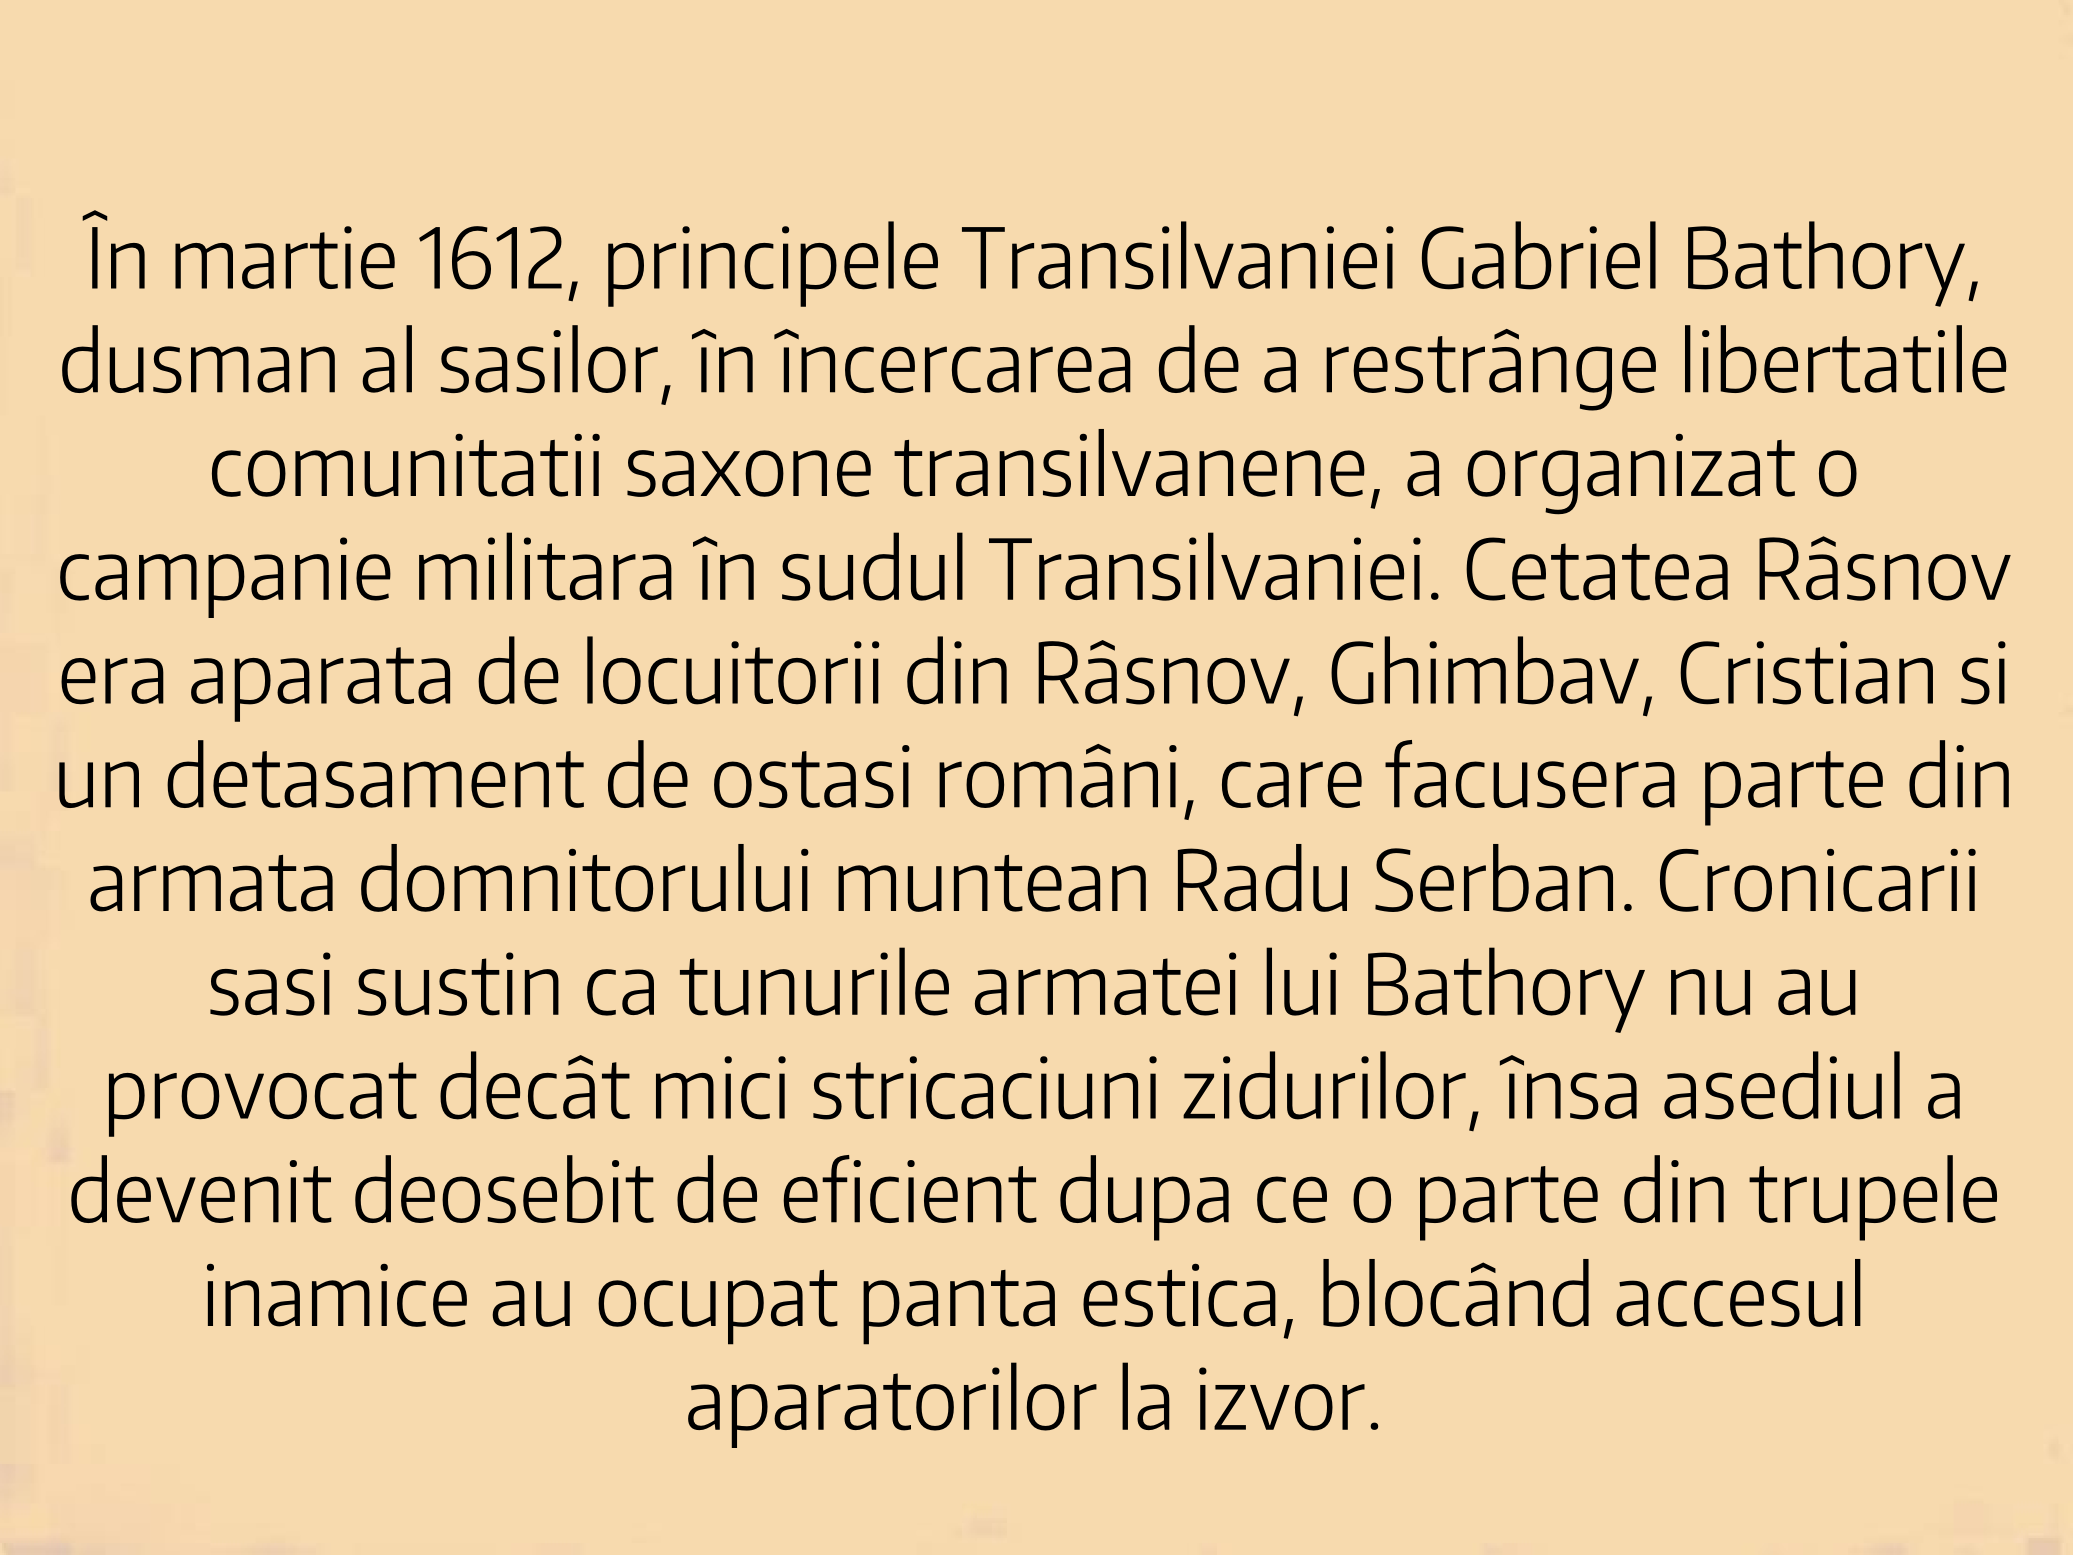 În martie 1612, principele Transilvaniei Gabriel Bathory,
dusman al sasilor, în încercarea de a restrânge libertatile
comunitatii saxone transilvanene, a organizat o
campanie militara în sudul Transilvaniei. Cetatea Râsnov
era aparata de locuitorii din Râsnov, Ghimbav, Cristian si
un detasament de ostasi români, care facusera parte din
armata domnitorului muntean Radu Serban. Cronicarii
sasi sustin ca tunurile armatei lui Bathory nu au
provocat decât mici stricaciuni zidurilor, însa asediul a
devenit deosebit de eficient dupa ce o parte din trupele
inamice au ocupat panta estica, blocând accesul
aparatorilor la izvor.